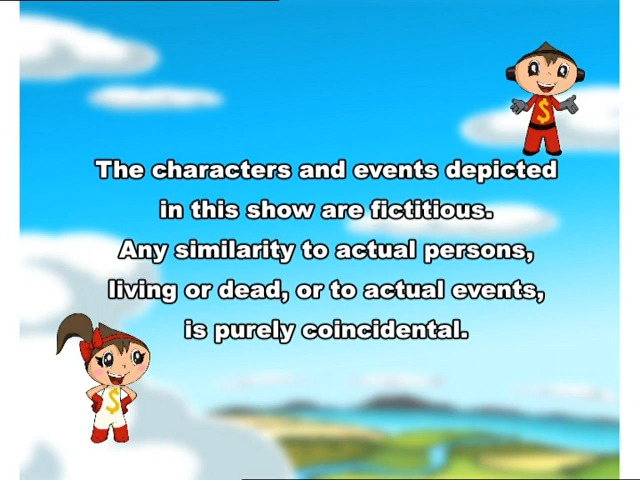 The characters and events depicted
in this show are fictitious.
Any similarity to actual persons,
living or dead, or to actual events,
is purely coincidental.
$
$